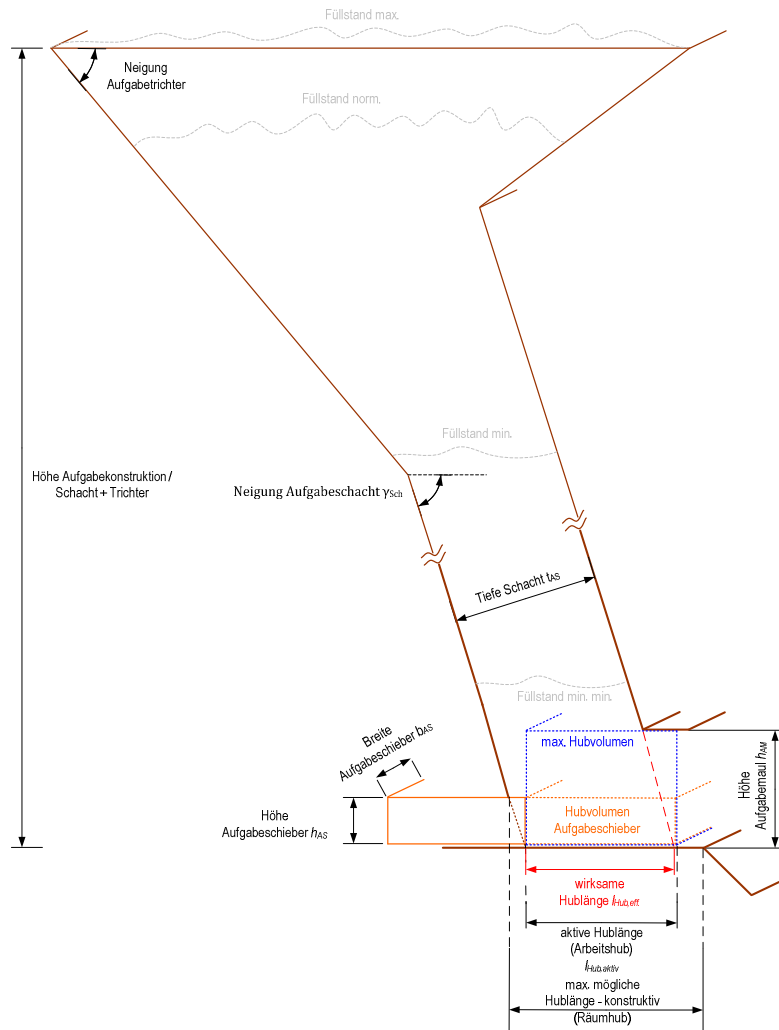 Füllstand max.
Neigung
Aufgabetrichter
Füllstand norm.
Füllstand min.
Höhe Aufgabekonstruktion /
Schacht + Trichter
Neigung Aufgabeschacht γSch
Tiefe Schacht tAS
Füllstand min. min.
Breite
Aufgabeschieber bAS
max. Hubvolumen
Höhe
Aufgabemaul hAM
Höhe
Aufgabeschieber hAS
Hubvolumen
Aufgabeschieber
wirksame
Hublänge lHub,eff.
aktive Hublänge
(Arbeitshub)
lHub,aktiv
max. mögliche
Hublänge - konstruktiv
(Räumhub)